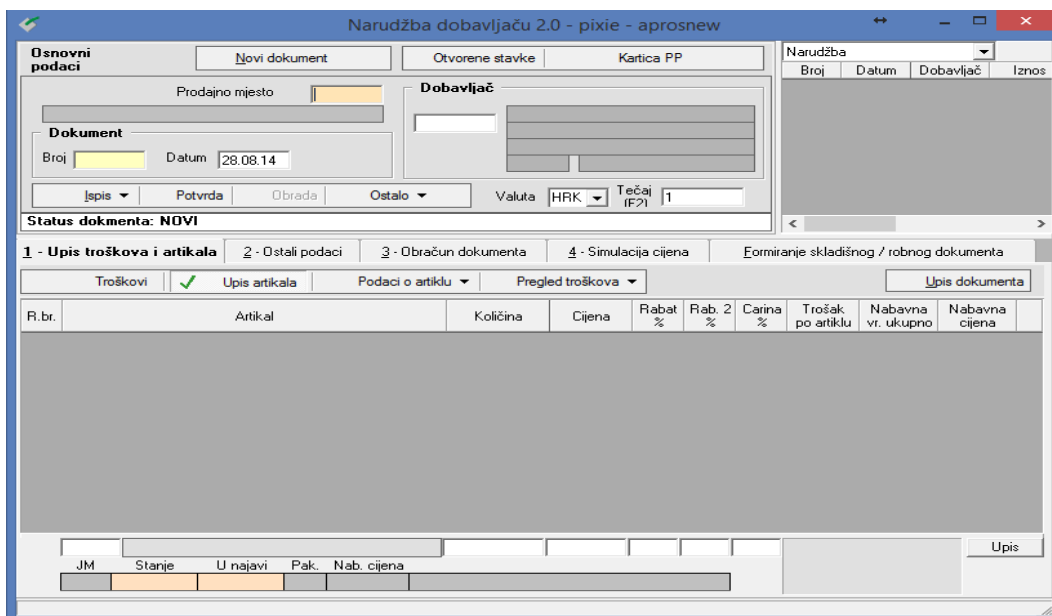 Narudžba dobavljaču 2.0 - pixie - aprosnew
Osnovni podaci
Novi dokument
Otvorene stavke
Kartica PP
Narudžba
Broj Datum Dobavljač Iznos
Prodajno mjesto
Dobavljač
Dokument
Broj
Datum 28.08.14
Ispis Potvrda Obrada Ostalo
Valuta HRK
Tečaj (F2) 1
Status dokmenta: NOVI
1 - Upis troškova i artikala 2 - Ostali podaci 3 - Obračun dokumenta 4 - Simulacija cijena Formiranje skladišnog / robnog dokumenta
Troškovi Upis artikala Podaci o artiklu Pregled troškova Upis dokumenta
R.br. Artikal Količina Cijena Rabat % Rab. 2 % Carina % Trošak po artiklu Nabavna vr. ukupno Nabavna cijena
Upis
JM Stanje U najavi Pak. Nab. cijena